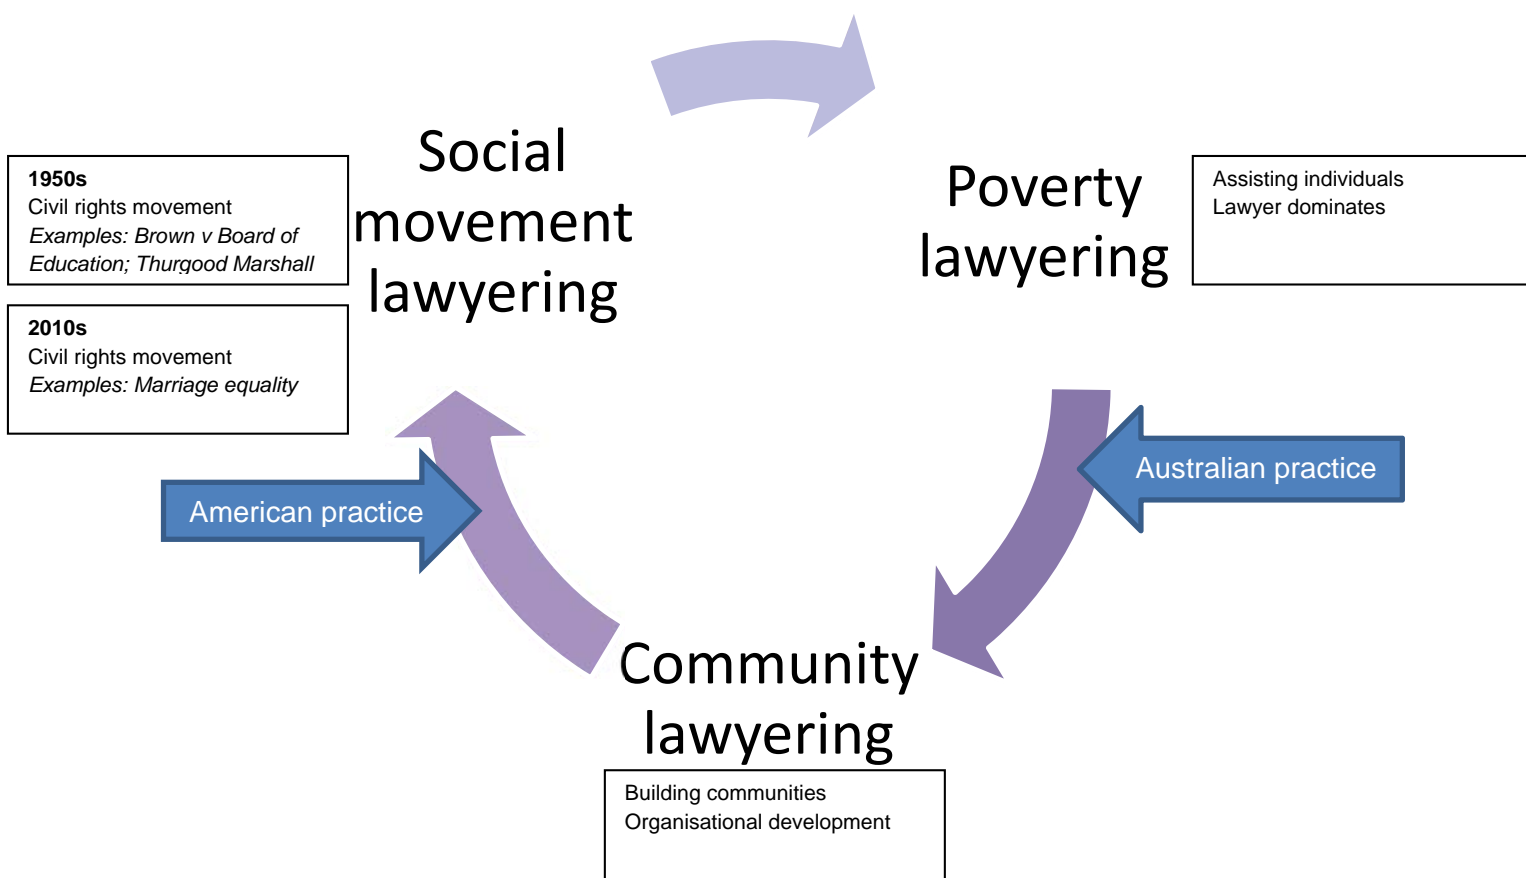 Social
movement
lawyering
1950s
Civil rights movement
Examples: Brown v Board of
Education; Thurgood Marshall
2010s
Civil rights movement
Examples: Marriage equality
Poverty
lawyering
Assisting individuals
Lawyer dominates
American practice
Australian practice
Community
lawyering
Building communities
Organisational development